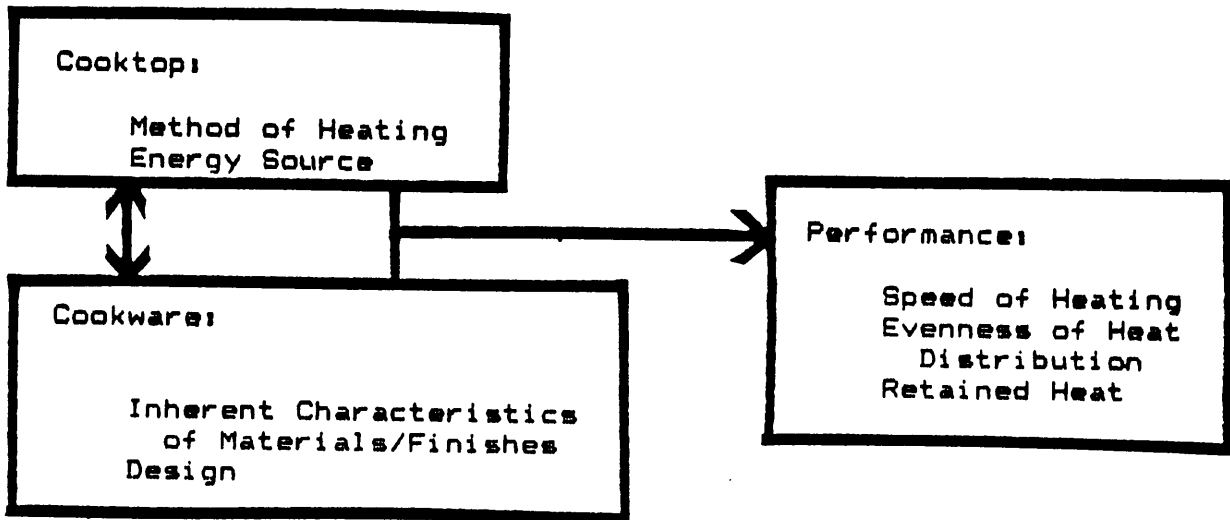 Cooktop:
Method of Heating
Energy Source
Cookware:
Inherent Characteristics
of Materials/Finishes
Design
Performance:
Speed of Heating
Evenness of Heat
Distribution
Retained Heat